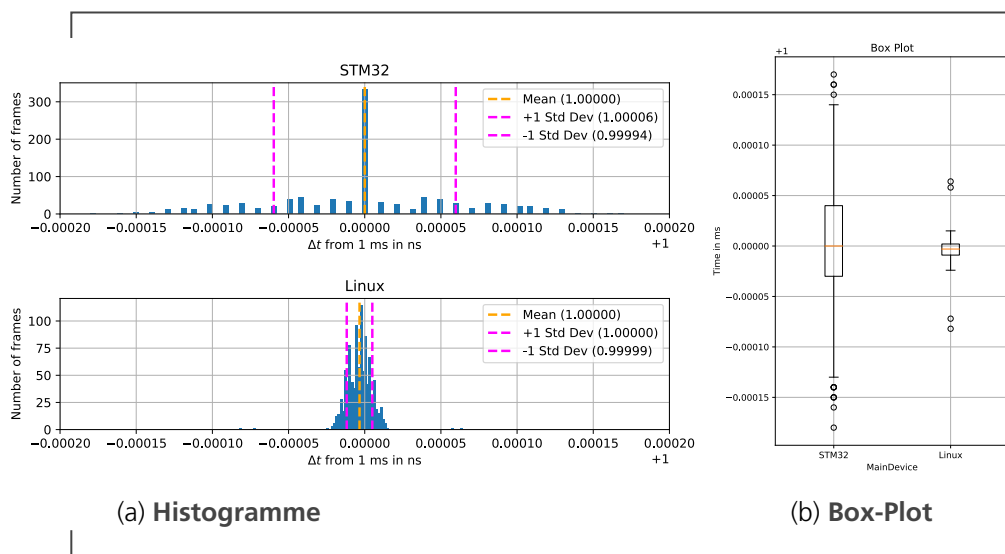 STM32
Number of frames
300
200
100
0
Mean (1.00000)
+1 Std Dev (1.00006)
-1 Std Dev (0.99994)
−0.00020 −0.00015 −0.00010 −0.00005 0.00000 0.00005 0.00010 0.00015 0.00020
Δt from 1 ms in ns
+1
Linux
Number of frames
100
75
50
25
0
Mean (1.00000)
+1 Std Dev (1.00000)
-1 Std Dev (0.99999)
−0.00020 −0.00015 −0.00010 −0.00005 0.00000 0.00005 0.00010 0.00015 0.00020
Δt from 1 ms in ns
+1
(a) Histogramme
+1
Box Plot
Time in ms
0.00015
0.00010
0.00005
0.00000
−0.00005
−0.00010
−0.00015
STM32 Linux
MainDevice
(b) Box-Plot